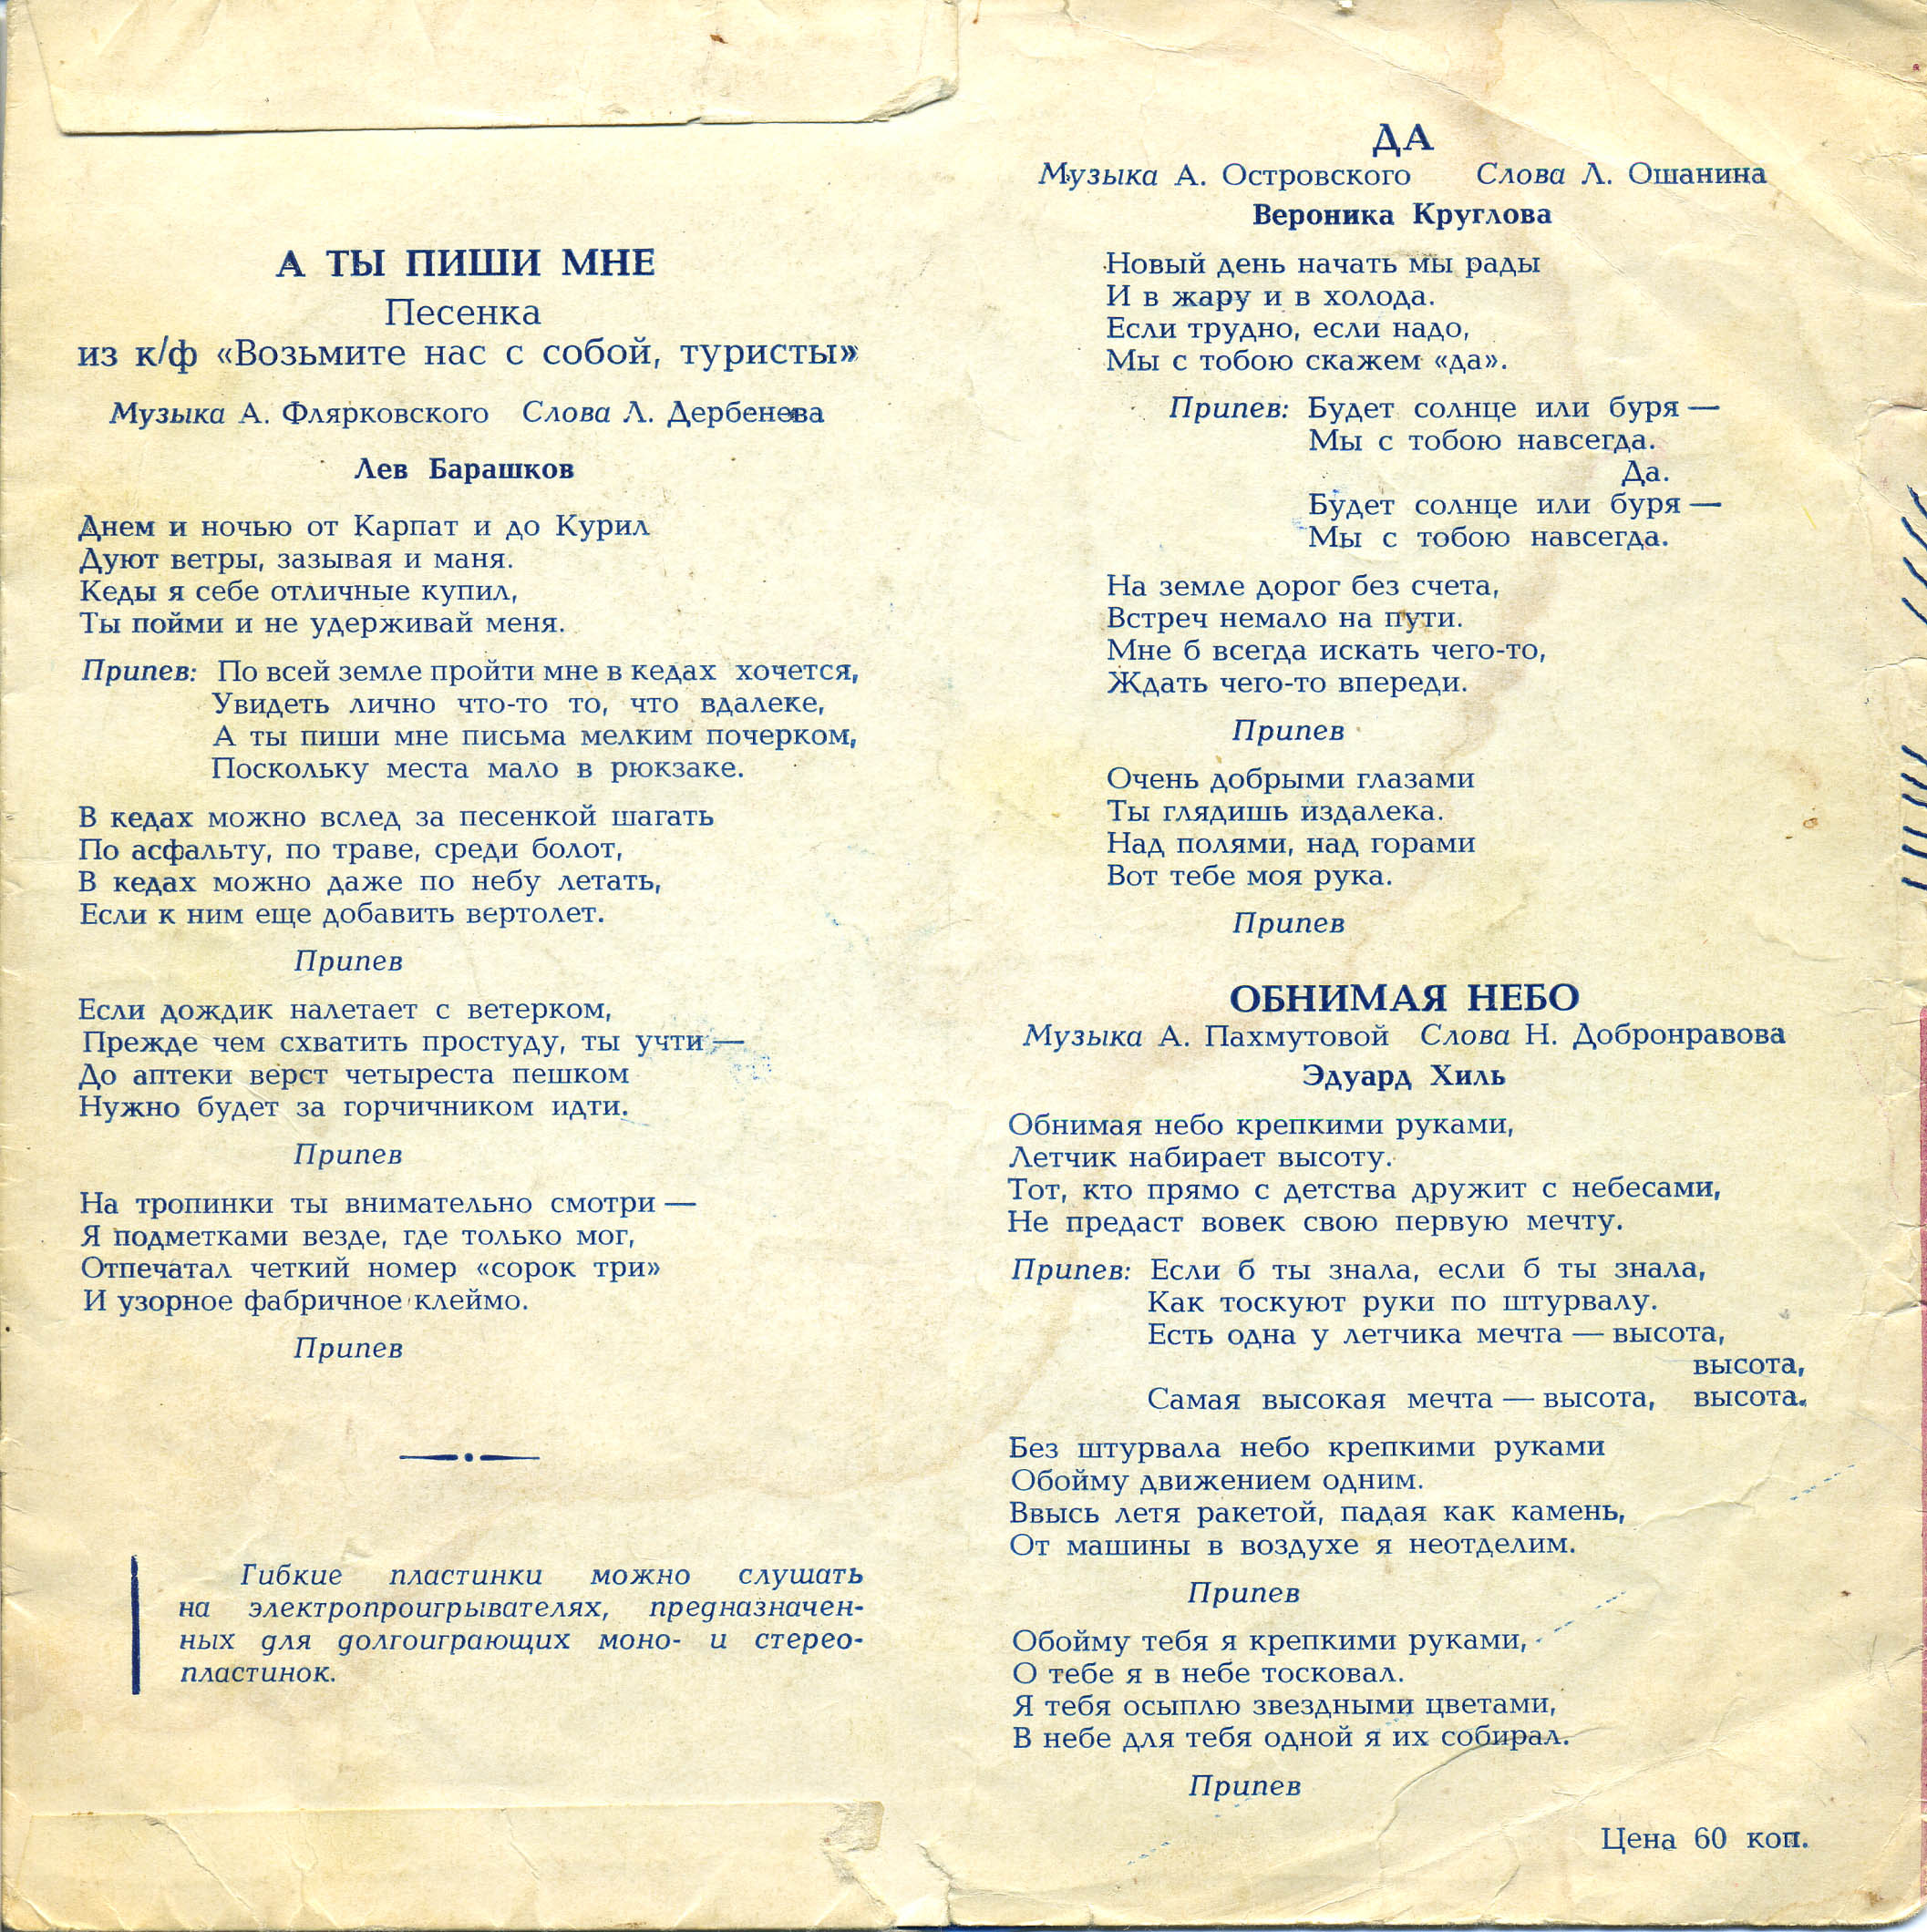 А ТЫ ПИШИ МНЕ
Песенка
из к/ф «Возьмите нас с собой, туристы»
Музыка А. Флярковского Слова Л. Дербенева
Лев Барашков
Днем и ночью от Карпат и до Курил
Дуют ветры, зазывая и маня.
Кеды я себе отличные купил,
Ты пойми и не удерживай меня.
Припев: По всей земле пройти мне в кедах хочется,
Увидеть лично что-то то, что вдалеке,
А ты пиши мне письма мелким почерком,
Поскольку места мало в рюкзаке.
В кедах можно вслед за песенкой шагать
По асфальту, по траве, среди болот,
В кедах можно даже по небу летать,
Если к ним еще добавить вертолет.
Припев
Если дождик налетает с ветерком,
Прежде чем схватить простуду, ты учти —
До аптеки верст четыреста пешком
Нужно будет за горчичником идти.
Припев
На тропинки ты внимательно смотри —
Я подметками везде, где только мог,
Отпечатал четкий номер «сорок три»
И узорное фабричное клеймо.
Припев
Гибкие пластинки можно слушать
на электропроигрывателях, предназначен-
ных для долгоиграющих моно- и стерео-
пластинок.
ДА
Музыка А. Островского Слова Л. Ошанина
Вероника Круглова
Новый день начать мы рады
И в жару и в холода.
Если трудно, если надо,
Мы с тобою скажем «да».
Припев: Будет солнце или буря —
Мы с тобою навсегда.
Да.
Будет солнце или буря —
Мы с тобою навсегда.
На земле дорог без счета,
Встреч немало на пути.
Мне б всегда искать чего-то,
Ждать чего-то впереди.
Припев
Очень добрыми глазами
Ты глядишь издалека.
Над полями, над горами
Вот тебе моя рука.
Припев
ОБНИМАЯ НЕБО
Музыка А. Пахмутовой Слова Н. Добронравова
Эдуард Хиль
Обнимая небо крепкими руками,
Летчик набирает высоту.
Тот, кто прямо с детства дружит с небесами,
Не предаст вовек свою первую мечту.
Припев: Если б ты знала, если б ты знала,
Как тоскуют руки по штурвалу.
Есть одна у летчика мечта — высота,
высота,
Самая высокая мечта — высота, высота.
Без штурвала небо крепкими руками
Обойму движением одним.
Ввысь летя ракетой, падая как камень,
От машины в воздухе я неотделим.
Припев
Обойму тебя я крепкими руками,
О тебе я в небе тосковал.
Я тебя осыплю звездными цветами,
В небе для тебя одной я их собирал.
Припев
Цена 60 коп.